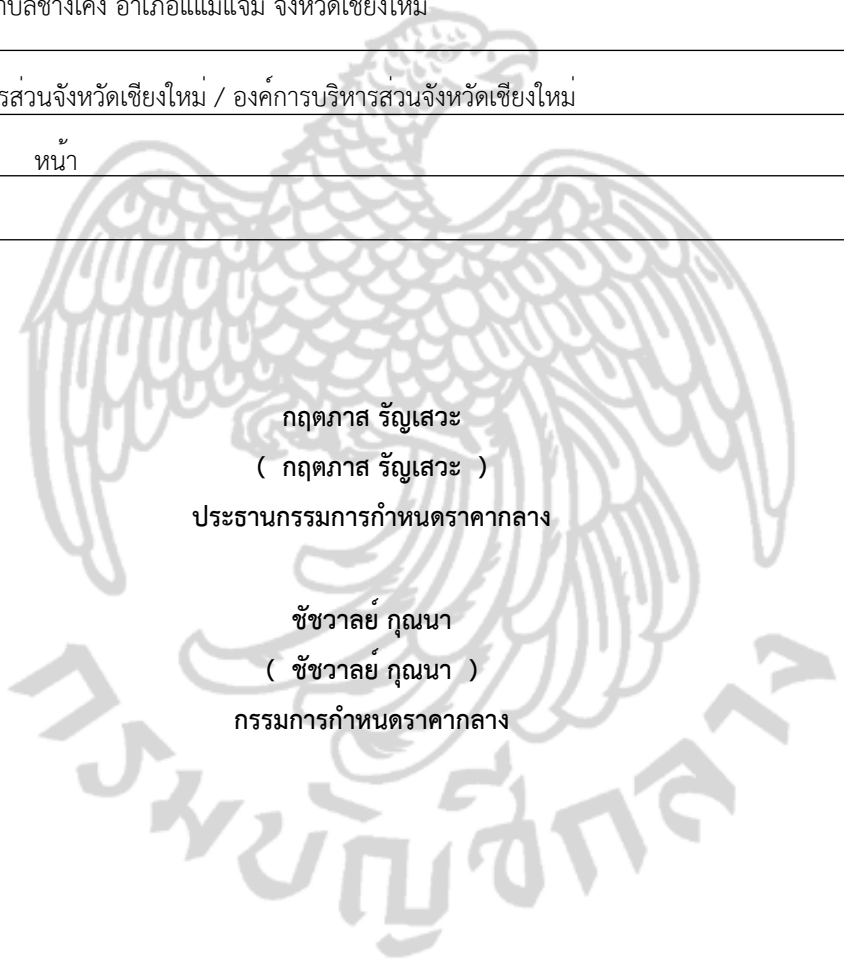 ช่างเคิ่ง อำเภอแแม่แจ่ม จังหวัดเชียงใหม่
ส่วนจังหวัดเชียงใหม่ / องค์การบริหารส่วนจังหวัดเชียงใหม่
หน้า
กฤตภาส รัญเสวะ
( กฤตภาส รัญเสวะ )
ประธานกรรมการกำหนดราคากลาง
ชัชวาลย์ กุณนา
( ชัชวาลย์ กุณนา )
กรรมการกำหนดราคากลาง
กรมบัญชีกลาง